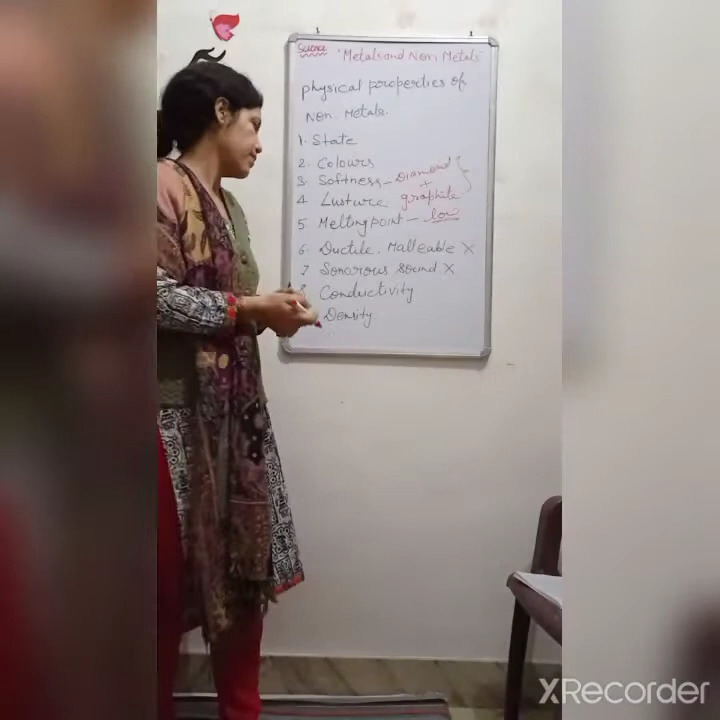 Science "Metals and Non Metals"
physical properties of
Non Metals.
1. State
2. Colours
3. Softness - Diamond
+
4. Lusture graphite
5. Melting point - low
6. Ductile. Malleable X
7 Sonorous sound X
8 Conductivity
Density
XRecorder